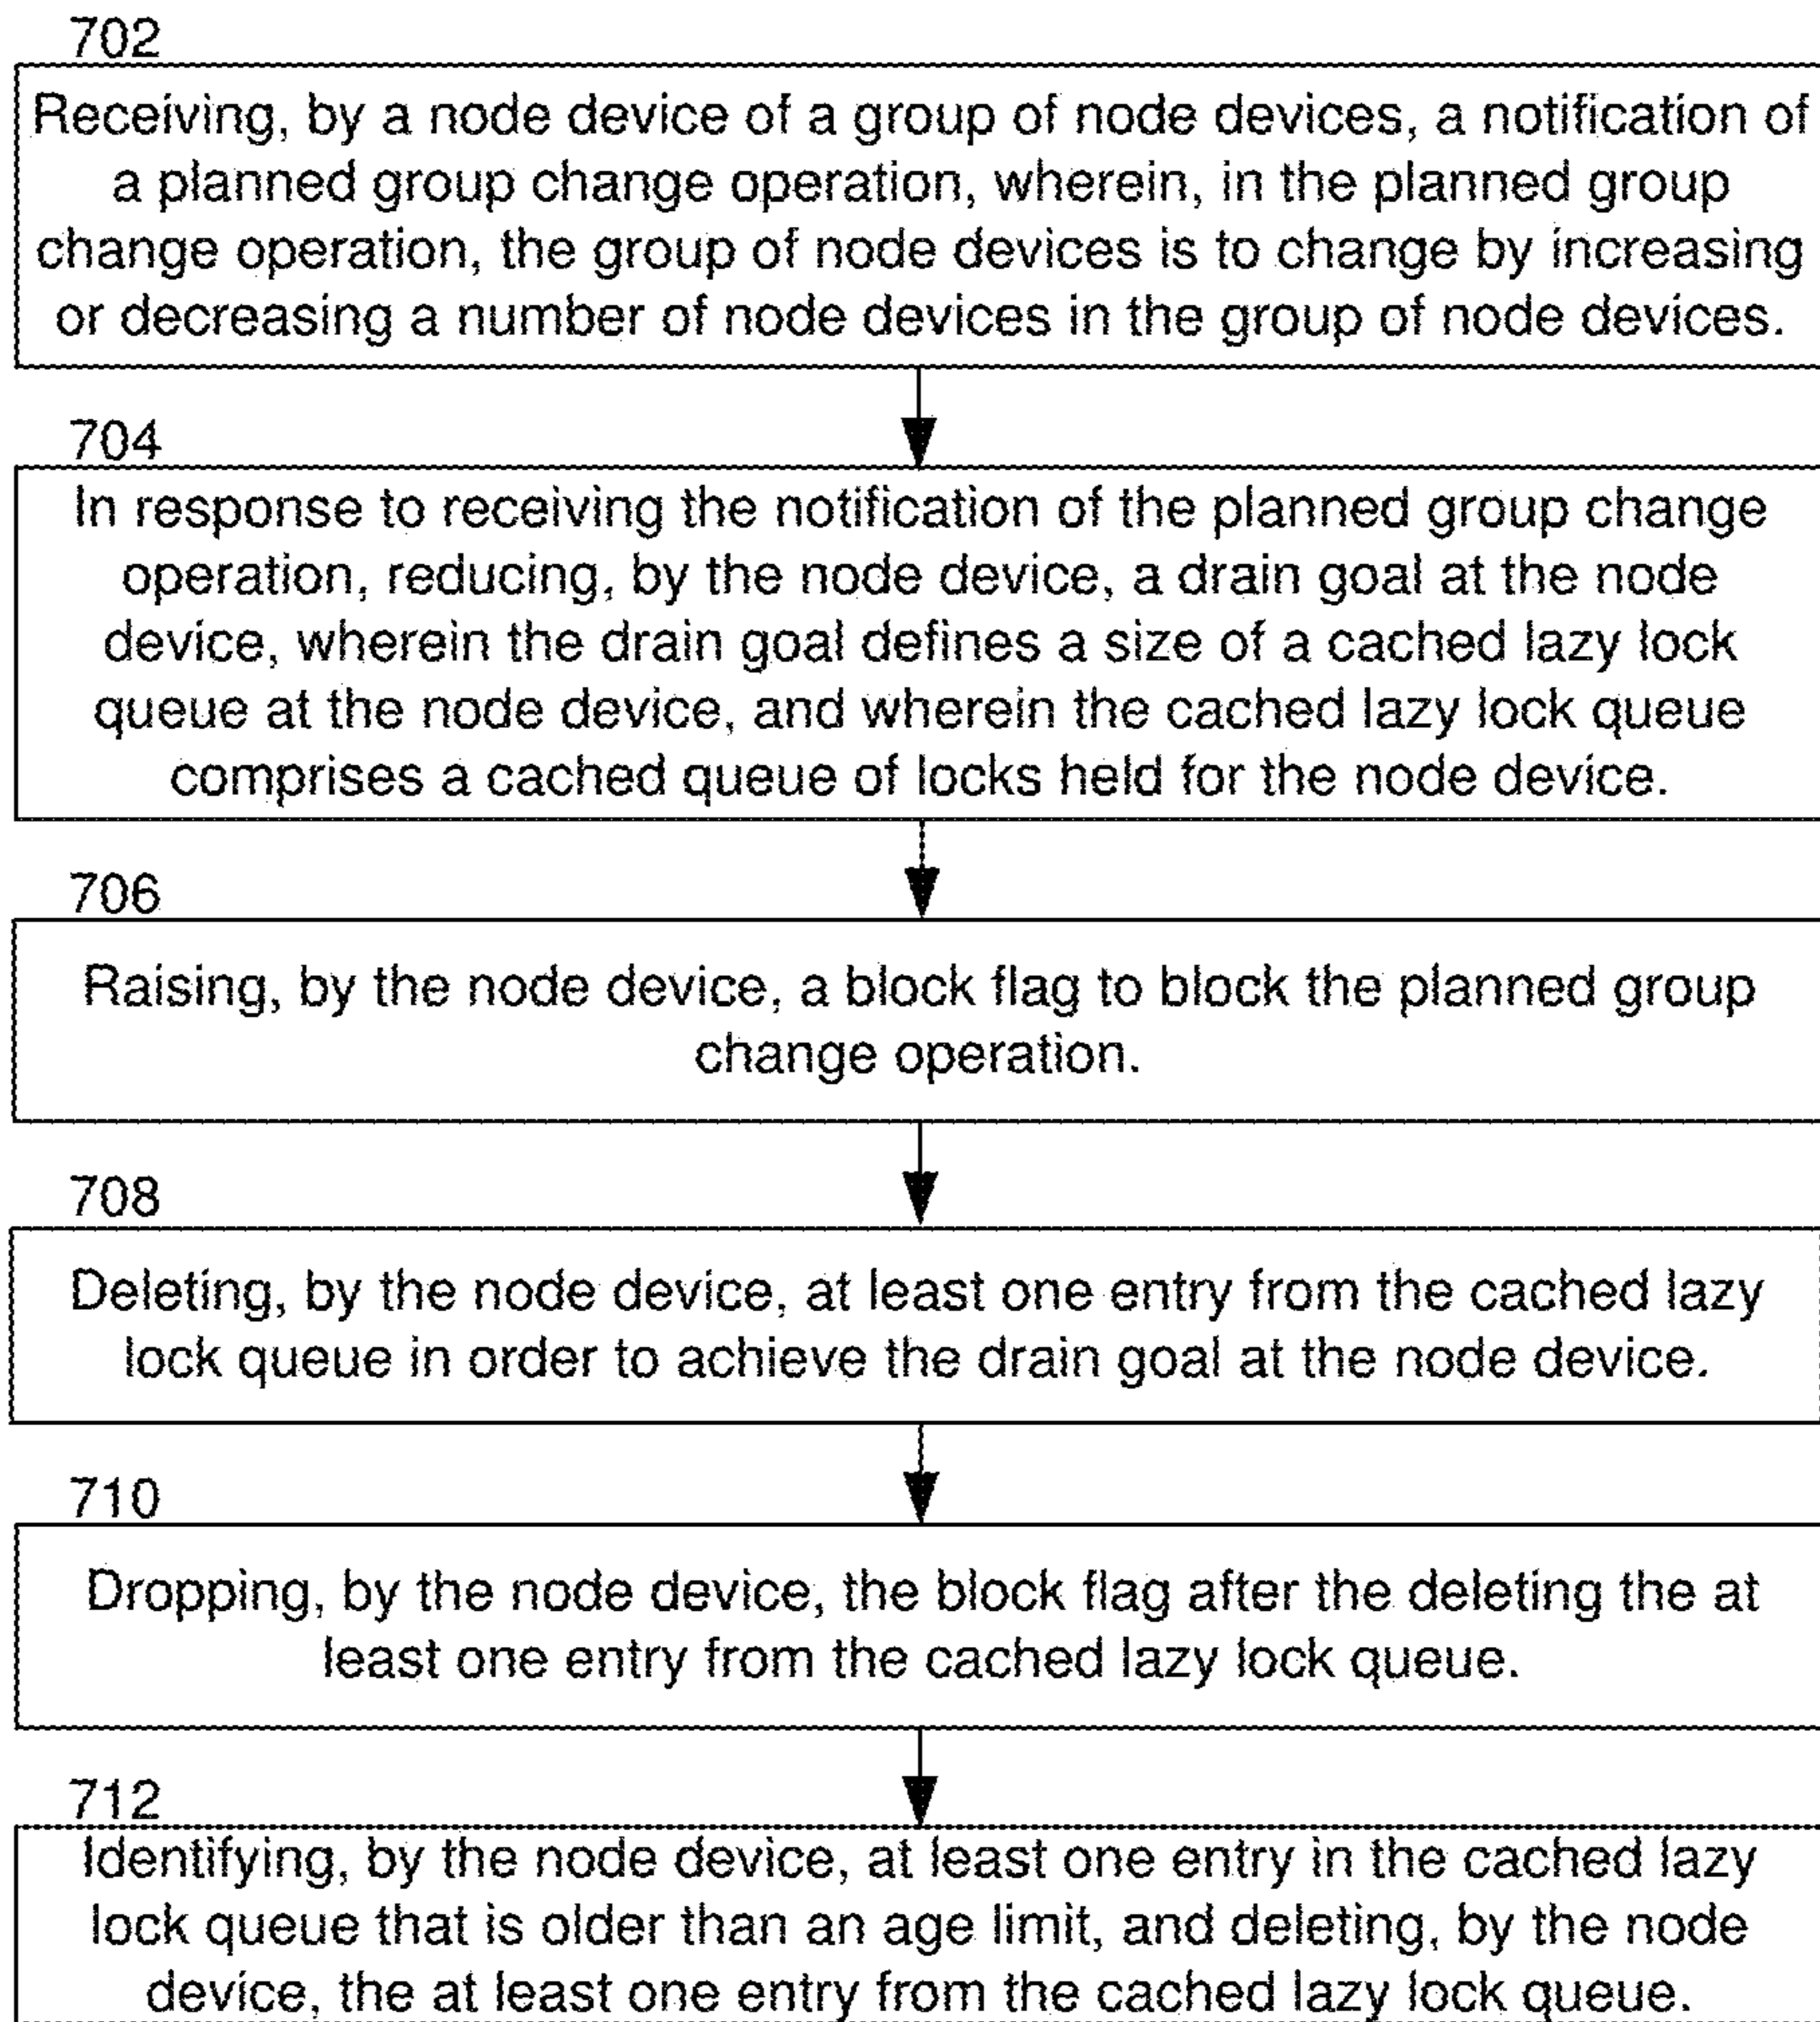 702
Receiving, by a node device of a group of node devices, a notification of
a planned group change operation, wherein, in the planned group
change operation, the group of node devices is to change by increasing
or decreasing a number of node devices in the group of node devices.
704
In response to receiving the notification of the planned group change
operation, reducing, by the node device, a drain goal at the node
device, wherein the drain goal defines a size of a cached lazy lock
queue at the node device, and wherein the cached lazy lock queue
comprises a cached queue of locks held for the node device.
706
Raising, by the node device, a block flag to block the planned group
change operation.
708
Deleting, by the node device, at least one entry from the cached lazy
lock queue in order to achieve the drain goal at the node device.
710
Dropping, by the node device, the block flag after the deleting the at
least one entry from the cached lazy lock queue.
712
Identifying, by the node device, at least one entry in the cached lazy
lock queue that is older than an age limit, and deleting, by the node
device, the at least one entry from the cached lazy lock queue.